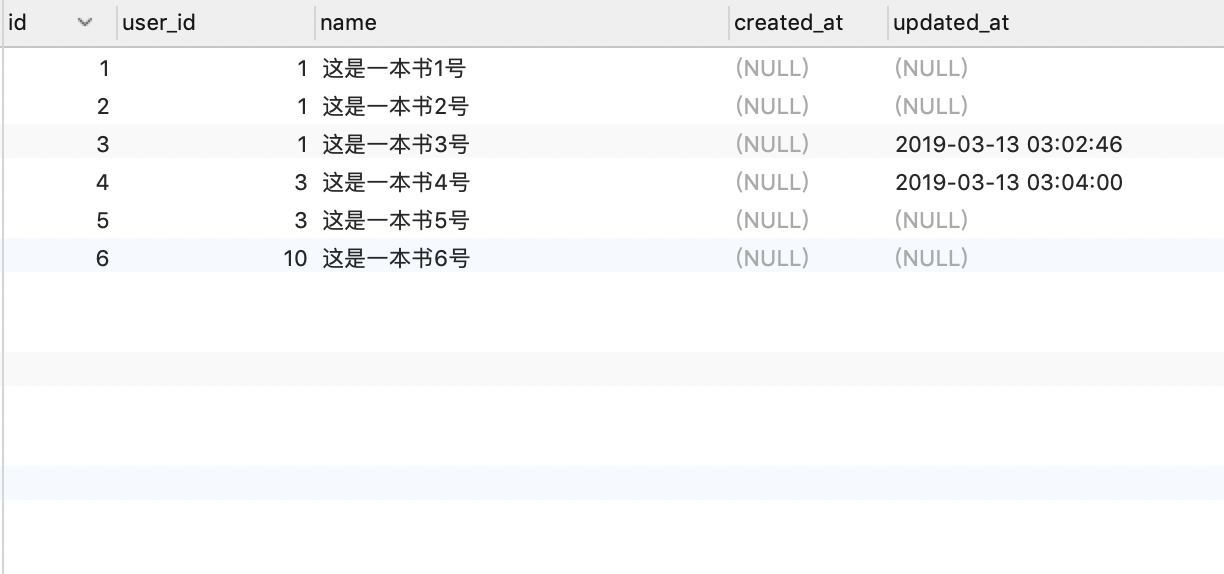 id user_id name created_at updated_at
1 1 这是一本书1号 (NULL) (NULL)
2 1 这是一本书2号 (NULL) (NULL)
3 1 这是一本书3号 (NULL) 2019-03-13 03:02:46
4 3 这是一本书4号 (NULL) 2019-03-13 03:04:00
5 3 这是一本书5号 (NULL) (NULL)
6 10 这是一本书6号 (NULL) (NULL)